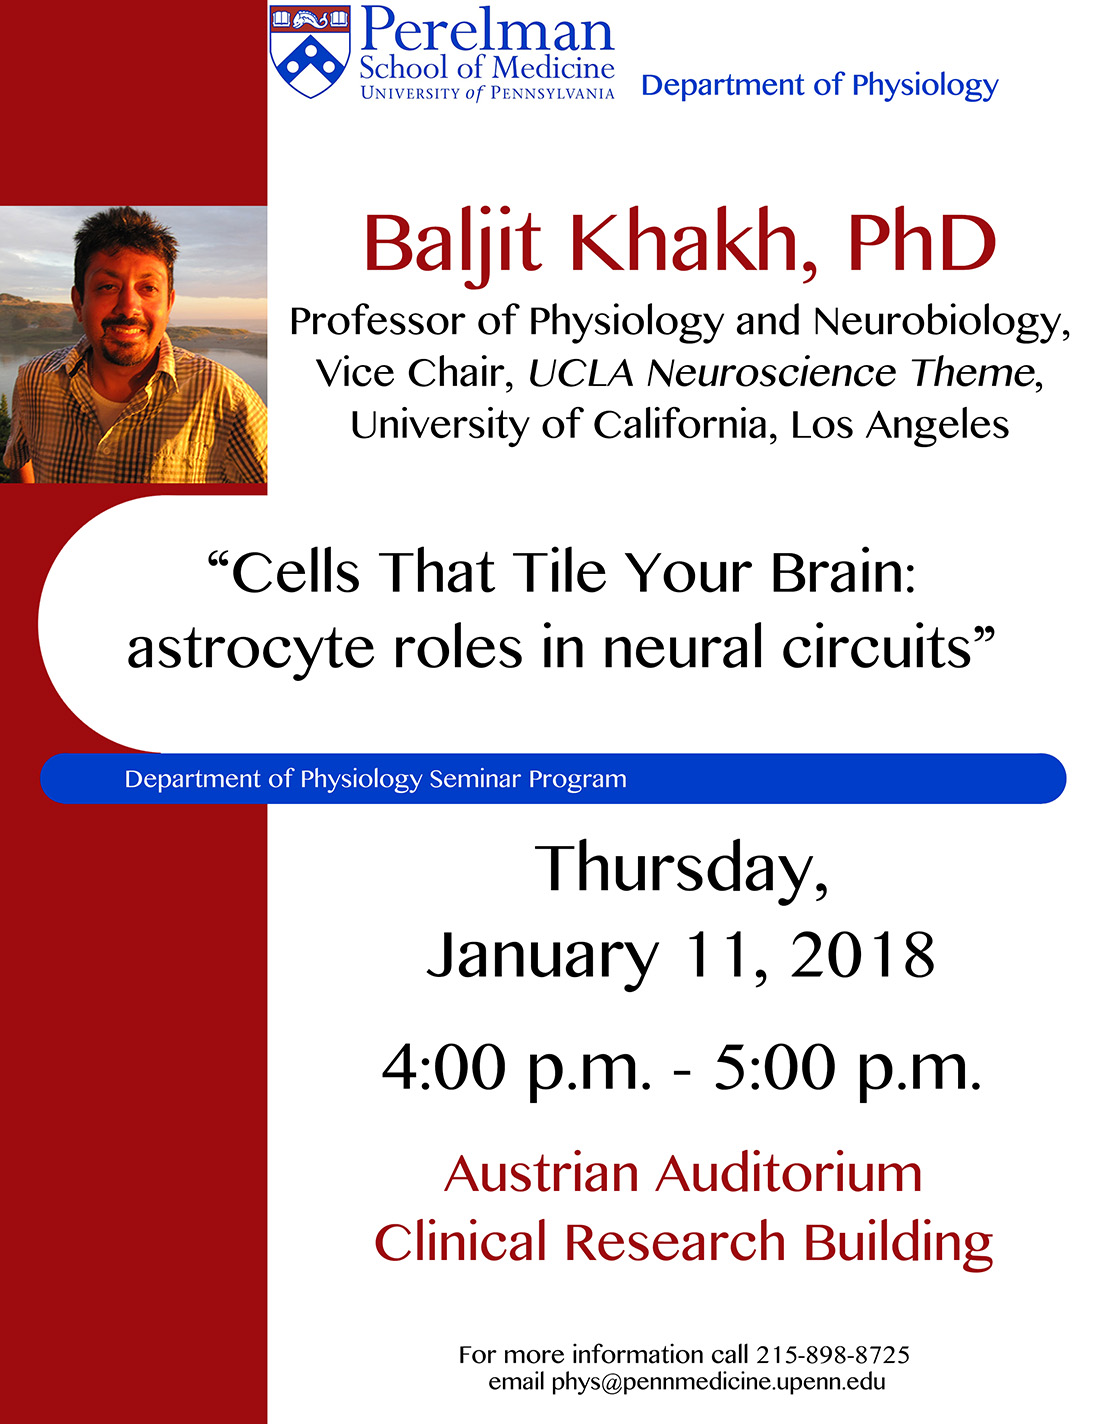 Perelman
School of Medicine
University of Pennsylvania
Department of Physiology
Baljit Khakh, PhD
Professor of Physiology and Neurobiology,
Vice Chair, UCLA Neuroscience Theme,
University of California, Los Angeles
“Cells That Tile Your Brain:
astrocyte roles in neural circuits”
Department of Physiology Seminar Program
Thursday,
January 11, 2018
4:00 p.m. - 5:00 p.m.
Austrian Auditorium
Clinical Research Building
For more information call 215-898-8725
email phys@pennmedicine.upenn.edu